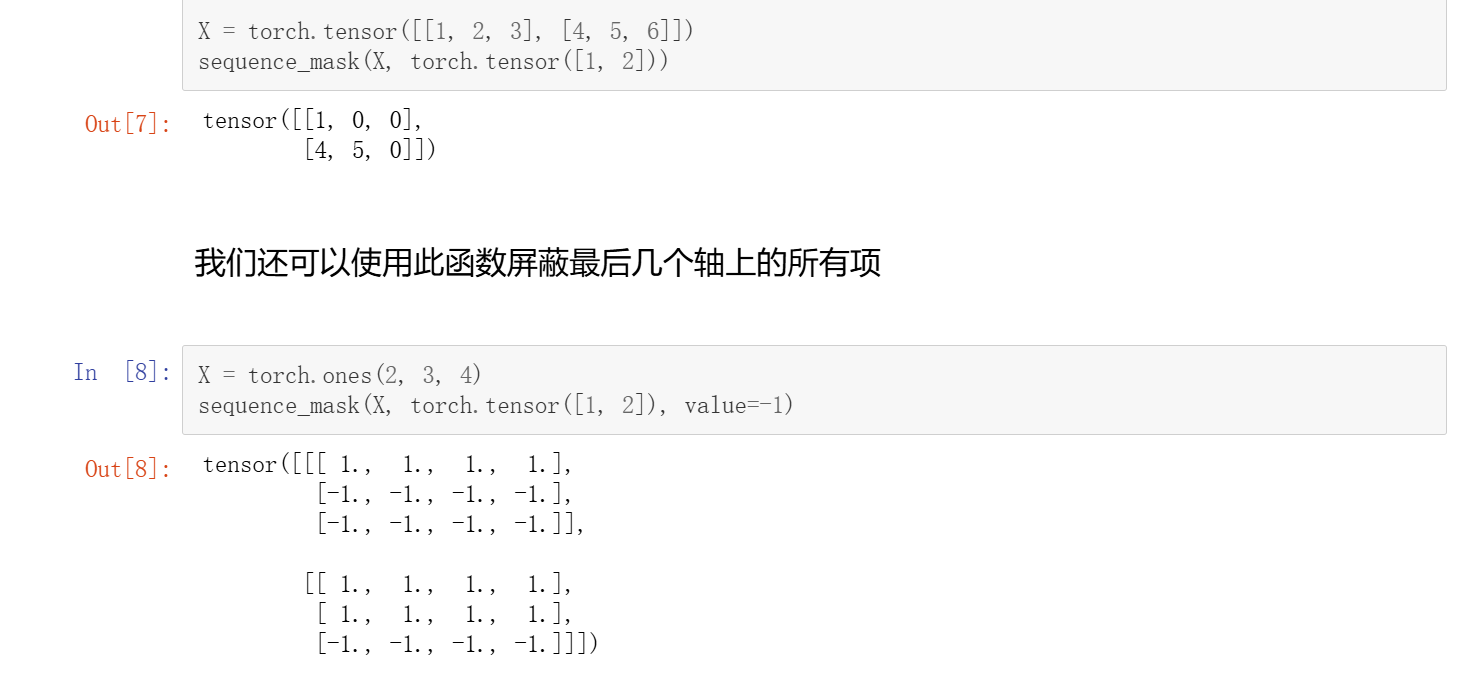 X = torch.tensor([[1, 2, 3], [4, 5, 6]])
sequence_mask(X, torch.tensor([1, 2]))
Out[7]: tensor([[1, 0, 0],
[4, 5, 0]])
我们还可以使用此函数屏蔽最后几个轴上的所有项
In [8]: X = torch.ones(2, 3, 4)
sequence_mask(X, torch.tensor([1, 2]), value=-1)
Out[8]: tensor([[[ 1., 1., 1., 1.],
[-1., -1., -1., -1.],
[-1., -1., -1., -1.]],
[[ 1., 1., 1., 1.],
[ 1., 1., 1., 1.],
[-1., -1., -1., -1.]]])